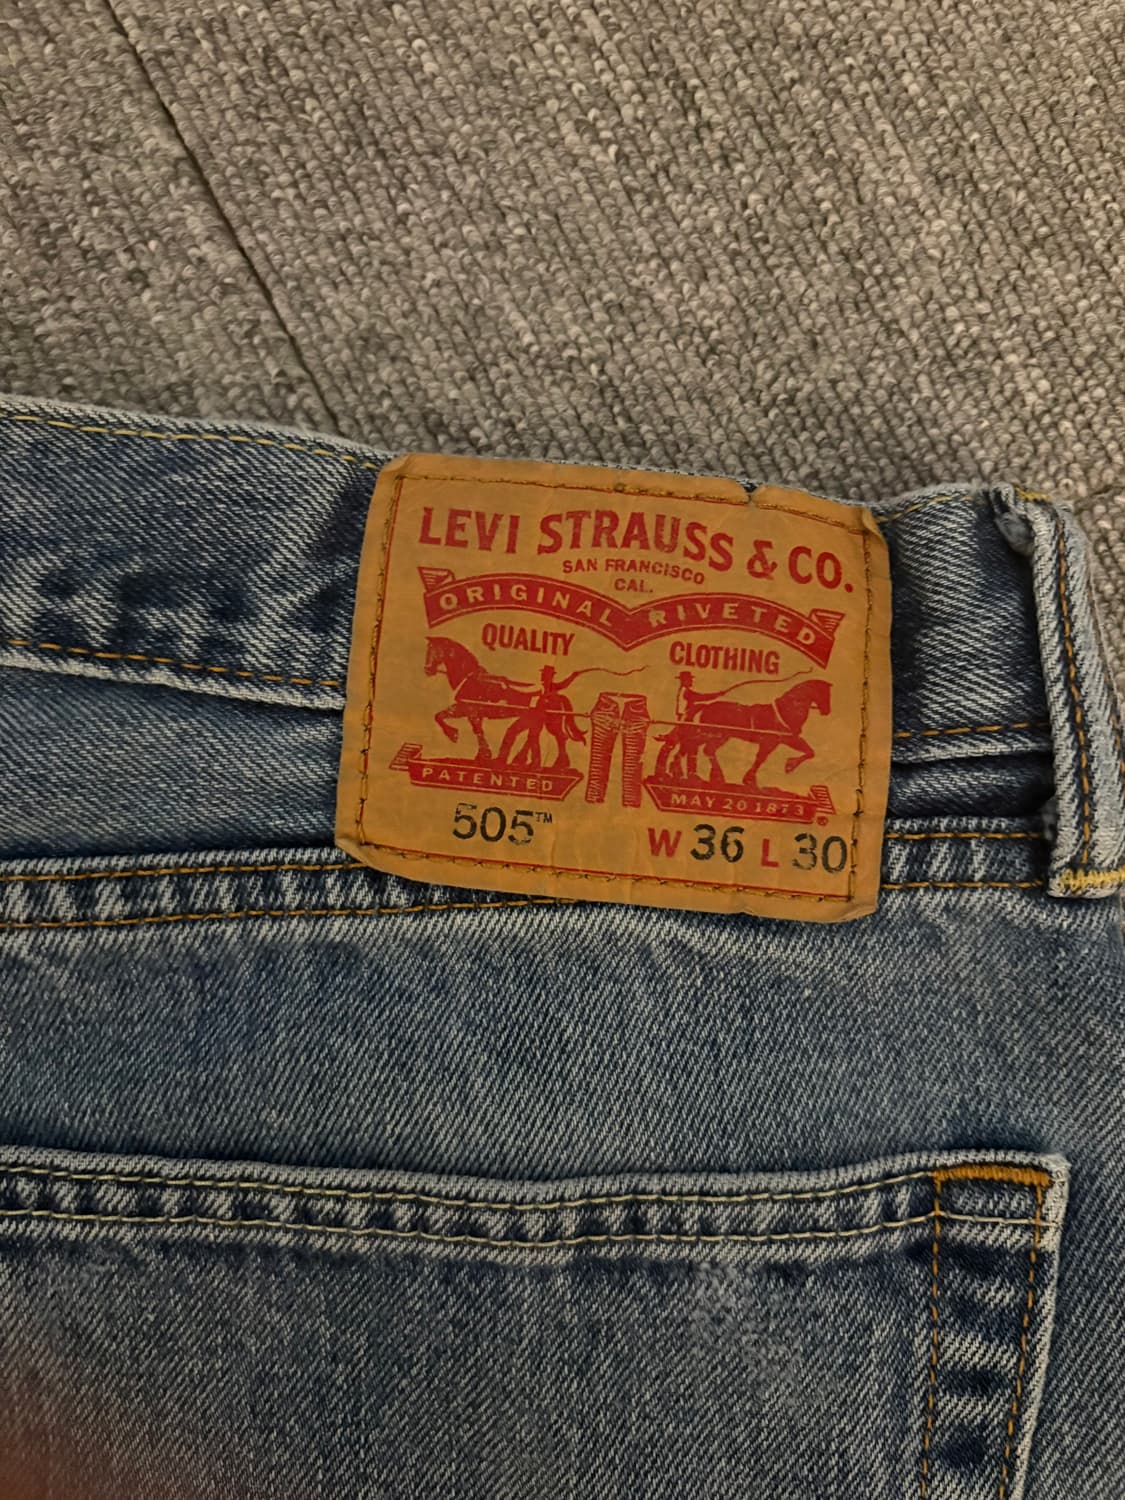 LEVI STRAUSS & CO.
SAN FRANCISCO
CAL.
ORIGINAL RIVETED
QUALITY CLOTHING
PATENTED
MAY 20 1873
505™ W 36 L 30